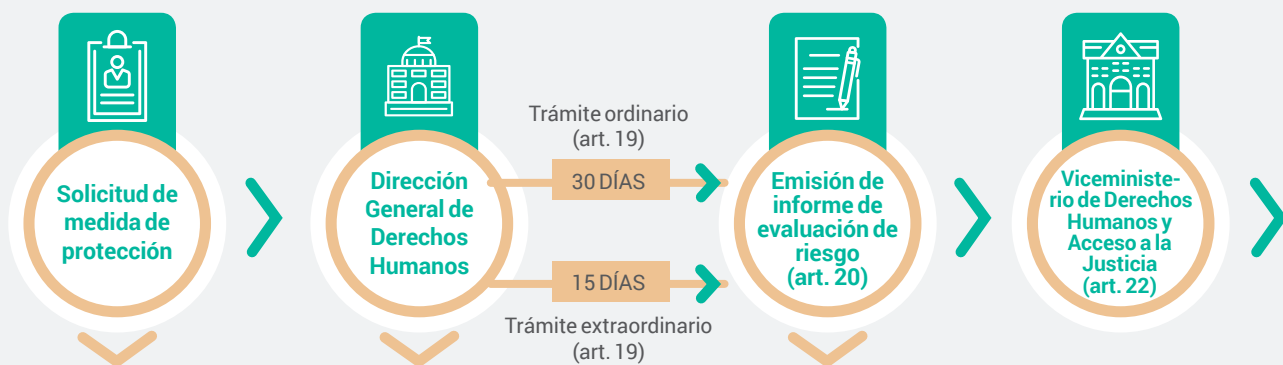 Solicitud de
medida de
protección
Dirección
General de
Derechos
Humanos
Trámite ordinario
(art. 19)
30 DÍAS
15 DÍAS
Trámite extraordinario
(art. 19)
Emisión de
informe de
evaluación de
riesgo
(art. 20)
Viceministe-
rio de Derechos
Humanos y
Acceso a la
Justicia
(art. 22)